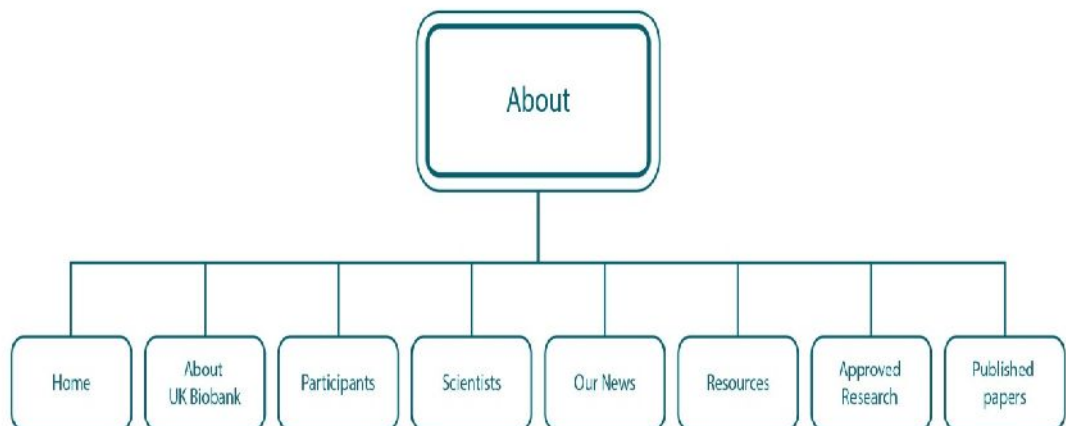 About
Home
About
UK Biobank
Participants
Scientists
Our News
Resources
Approved
Research
Published
papers